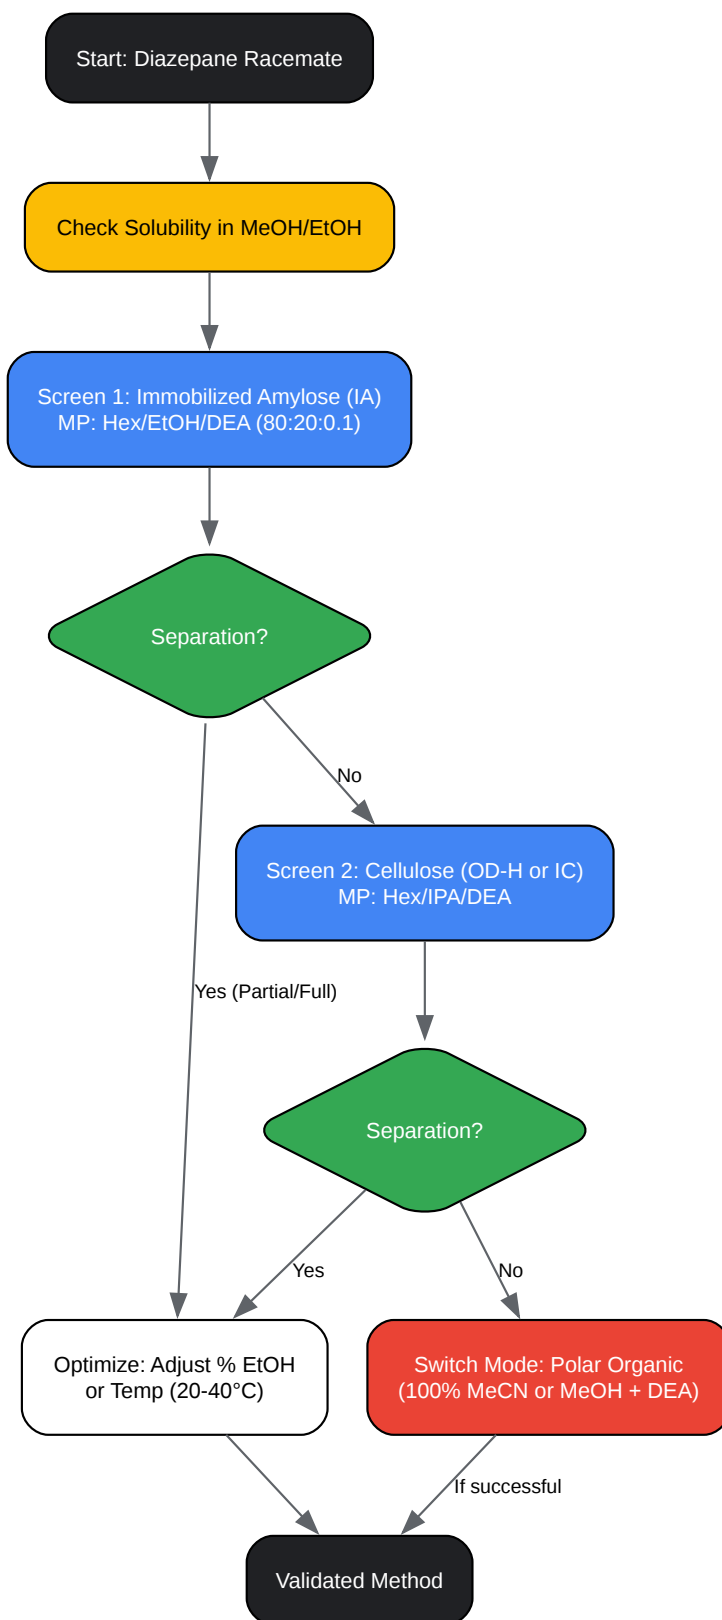 Start: Diazepane Racemate
Check Solubility in MeOH/EtOH
Screen 1: Immobilized Amylose (IA)
MP: Hex/EtOH/DEA (80:20:0.1)
Separation?
No
Screen 2: Cellulose (OD-H or IC)
MP: Hex/IPA/DEA
Yes (Partial/Full)
Separation?
Yes
No
Optimize: Adjust % EtOH
or Temp (20-40°C)
Switch Mode: Polar Organic
(100% MeCN or MeOH + DEA)
If successful
Validated Method